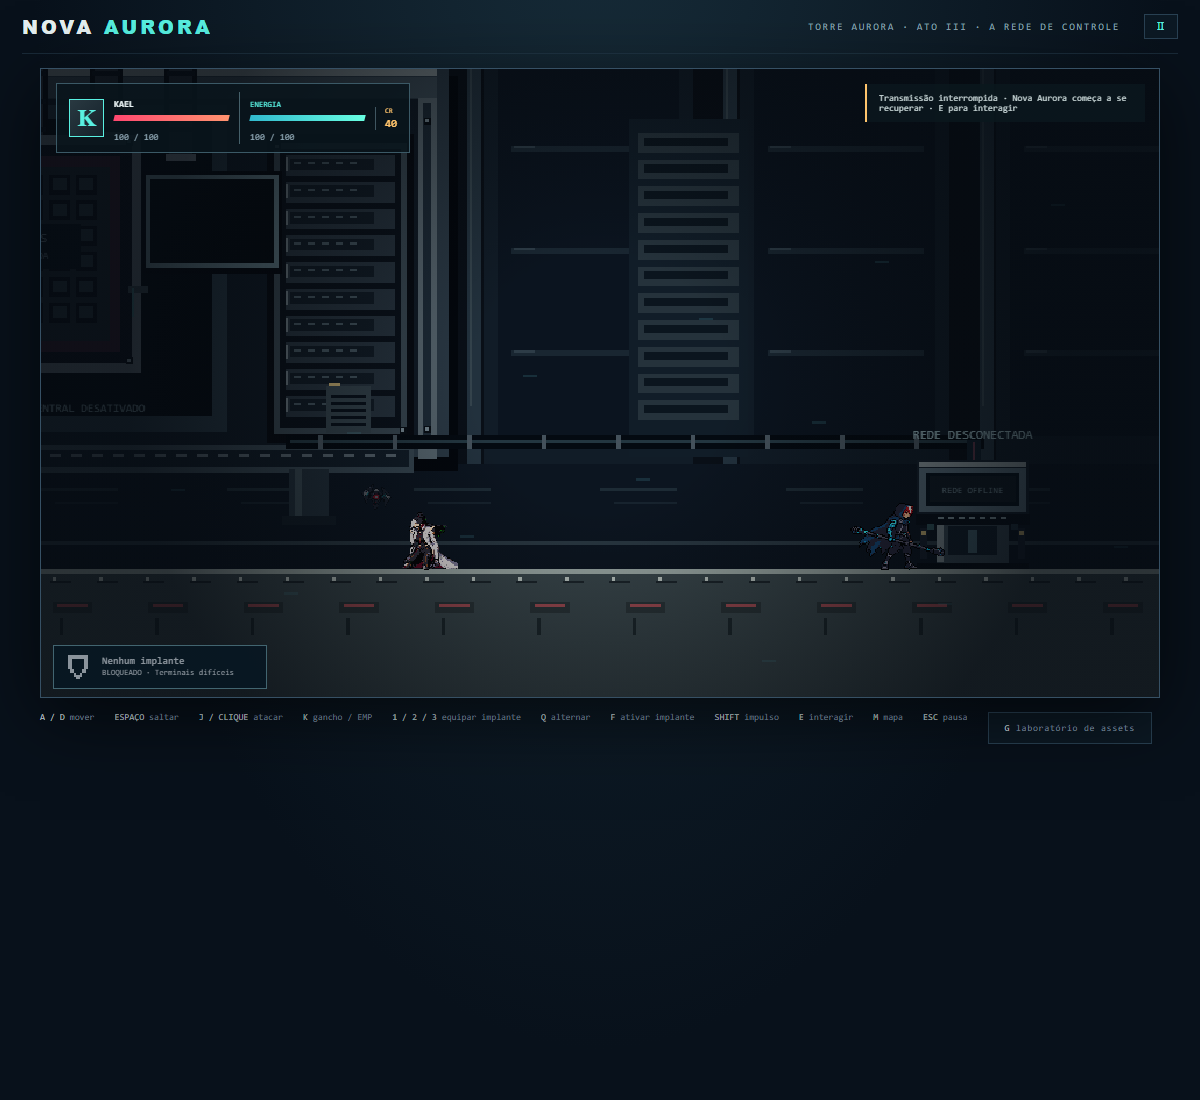 NOVA AURORA
TORRE AURORA · ATO III · A REDE DE CONTROLE
II
K
KAEL
100 / 100
ENERGIA
100 / 100
CR
40
Transmissão interrompida · Nova Aurora começa a se
recuperar · E para interagir
NTRAL DESATIVADO
REDE DESCONECTADA
REDE OFFLINE
Nenhum implante
BLOQUEADO · Terminais difíceis
A / D mover
ESPAÇO saltar
J / CLIQUE atacar
K gancho / EMP
1 / 2 / 3 equipar implante
Q alternar
F ativar implante
SHIFT impulso
E interagir
M mapa
ESC pausa
G laboratório de assets